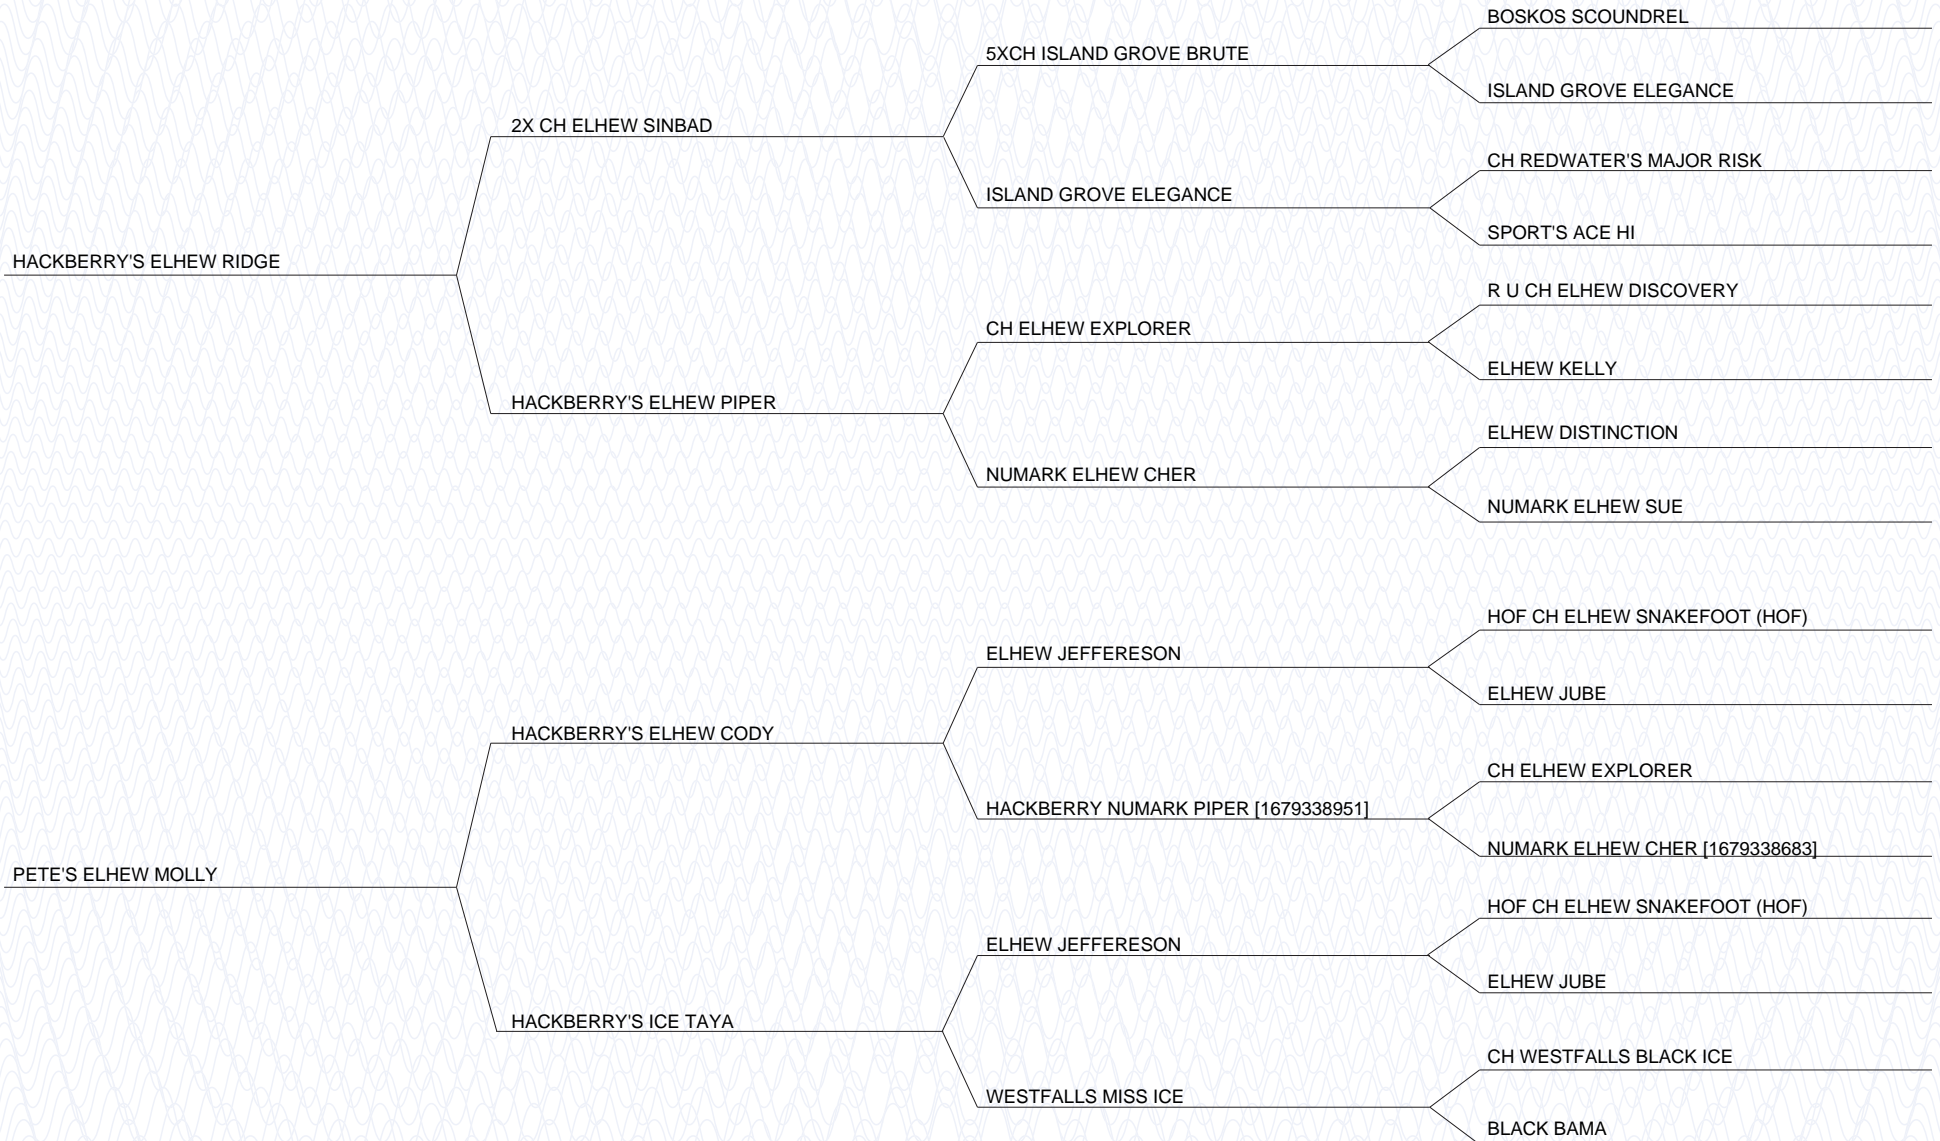 BOSKOS SCOUNDREL
5XCH ISLAND GROVE BRUTE
ISLAND GROVE ELEGANCE
2X CH ELHEW SINBAD
CH REDWATER'S MAJOR RISK
ISLAND GROVE ELEGANCE
SPORT'S ACE HI
HACKBERRY'S ELHEW RIDGE
R U CH ELHEW DISCOVERY
CH ELHEW EXPLORER
ELHEW KELLY
HACKBERRY'S ELHEW PIPER
ELHEW DISTINCTION
NUMARK ELHEW CHER
NUMARK ELHEW SUE
HOF CH ELHEW SNAKEFOOT (HOF)
ELHEW JEFFERESON
ELHEW JUBE
HACKBERRY'S ELHEW CODY
CH ELHEW EXPLORER
HACKBERRY NUMARK PIPER [1679338951]
NUMARK ELHEW CHER [1679338683]
PETE'S ELHEW MOLLY
HOF CH ELHEW SNAKEFOOT (HOF)
ELHEW JEFFERESON
ELHEW JUBE
HACKBERRY'S ICE TAYA
CH WESTFALLS BLACK ICE
WESTFALLS MISS ICE
BLACK BAMA